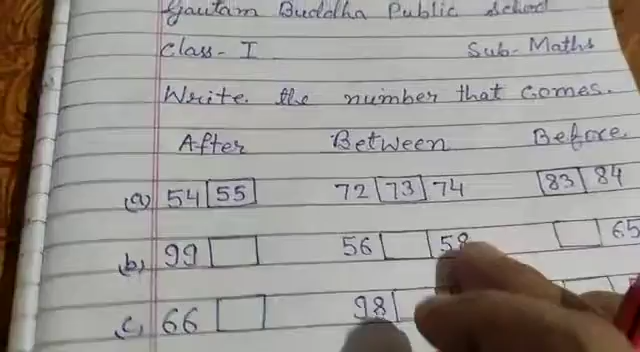 Gautam Buddha Public School
Class - I Sub - Maths
Write the number that comes.
After Between Before
(a) 54 55 72 73 74 83 84
(b) 99 56 58 65
(c) 66 98